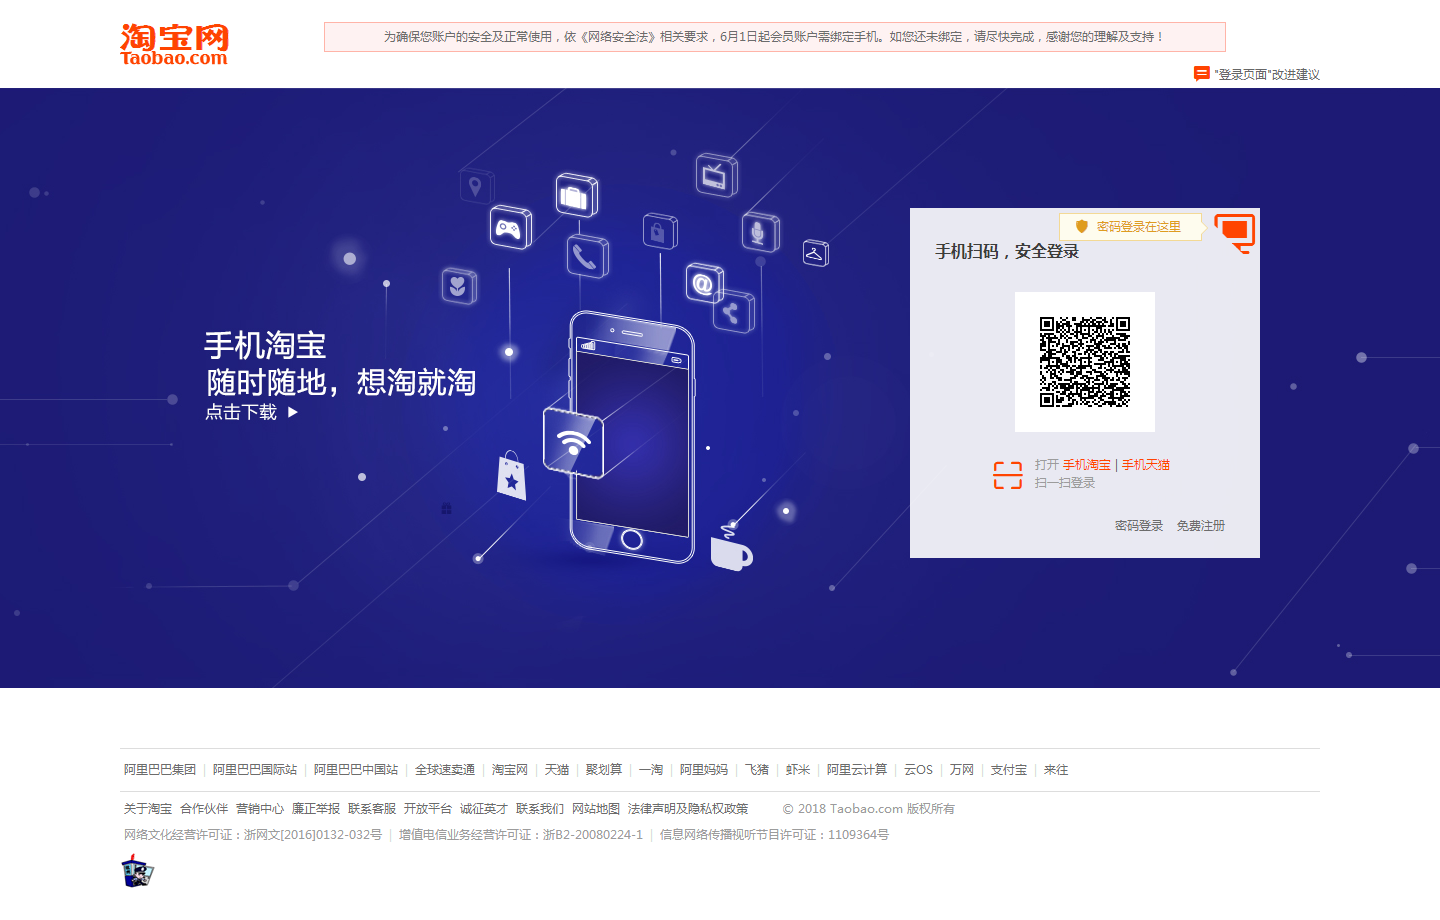 淘宝网
Taobao.com
为确保您账户的安全及正常使用，依《网络安全法》相关要求，6月1日起会员账户需绑定手机。如您还未绑定，请尽快完成，感谢您的理解及支持！
"登录页面"改进建议
密码登录在这里
手机扫码，安全登录
手机淘宝
随时随地，想淘就淘
点击下载
打开 手机淘宝 | 手机天猫
扫一扫登录
密码登录 免费注册
阿里巴巴集团 | 阿里巴巴国际站 | 阿里巴巴中国站 | 全球速卖通 | 淘宝网 | 天猫 | 聚划算 | 一淘 | 阿里妈妈 | 飞猪 | 虾米 | 阿里云计算 | 云OS | 万网 | 支付宝 | 来往
关于淘宝 合作伙伴 营销中心 廉正举报 联系客服 开放平台 诚征英才 联系我们 网站地图 法律声明及隐私权政策 © 2018 Taobao.com 版权所有
网络文化经营许可证：浙网文[2016]0132-032号 | 增值电信业务经营许可证：浙B2-20080224-1 | 信息网络传播视听节目许可证：1109364号